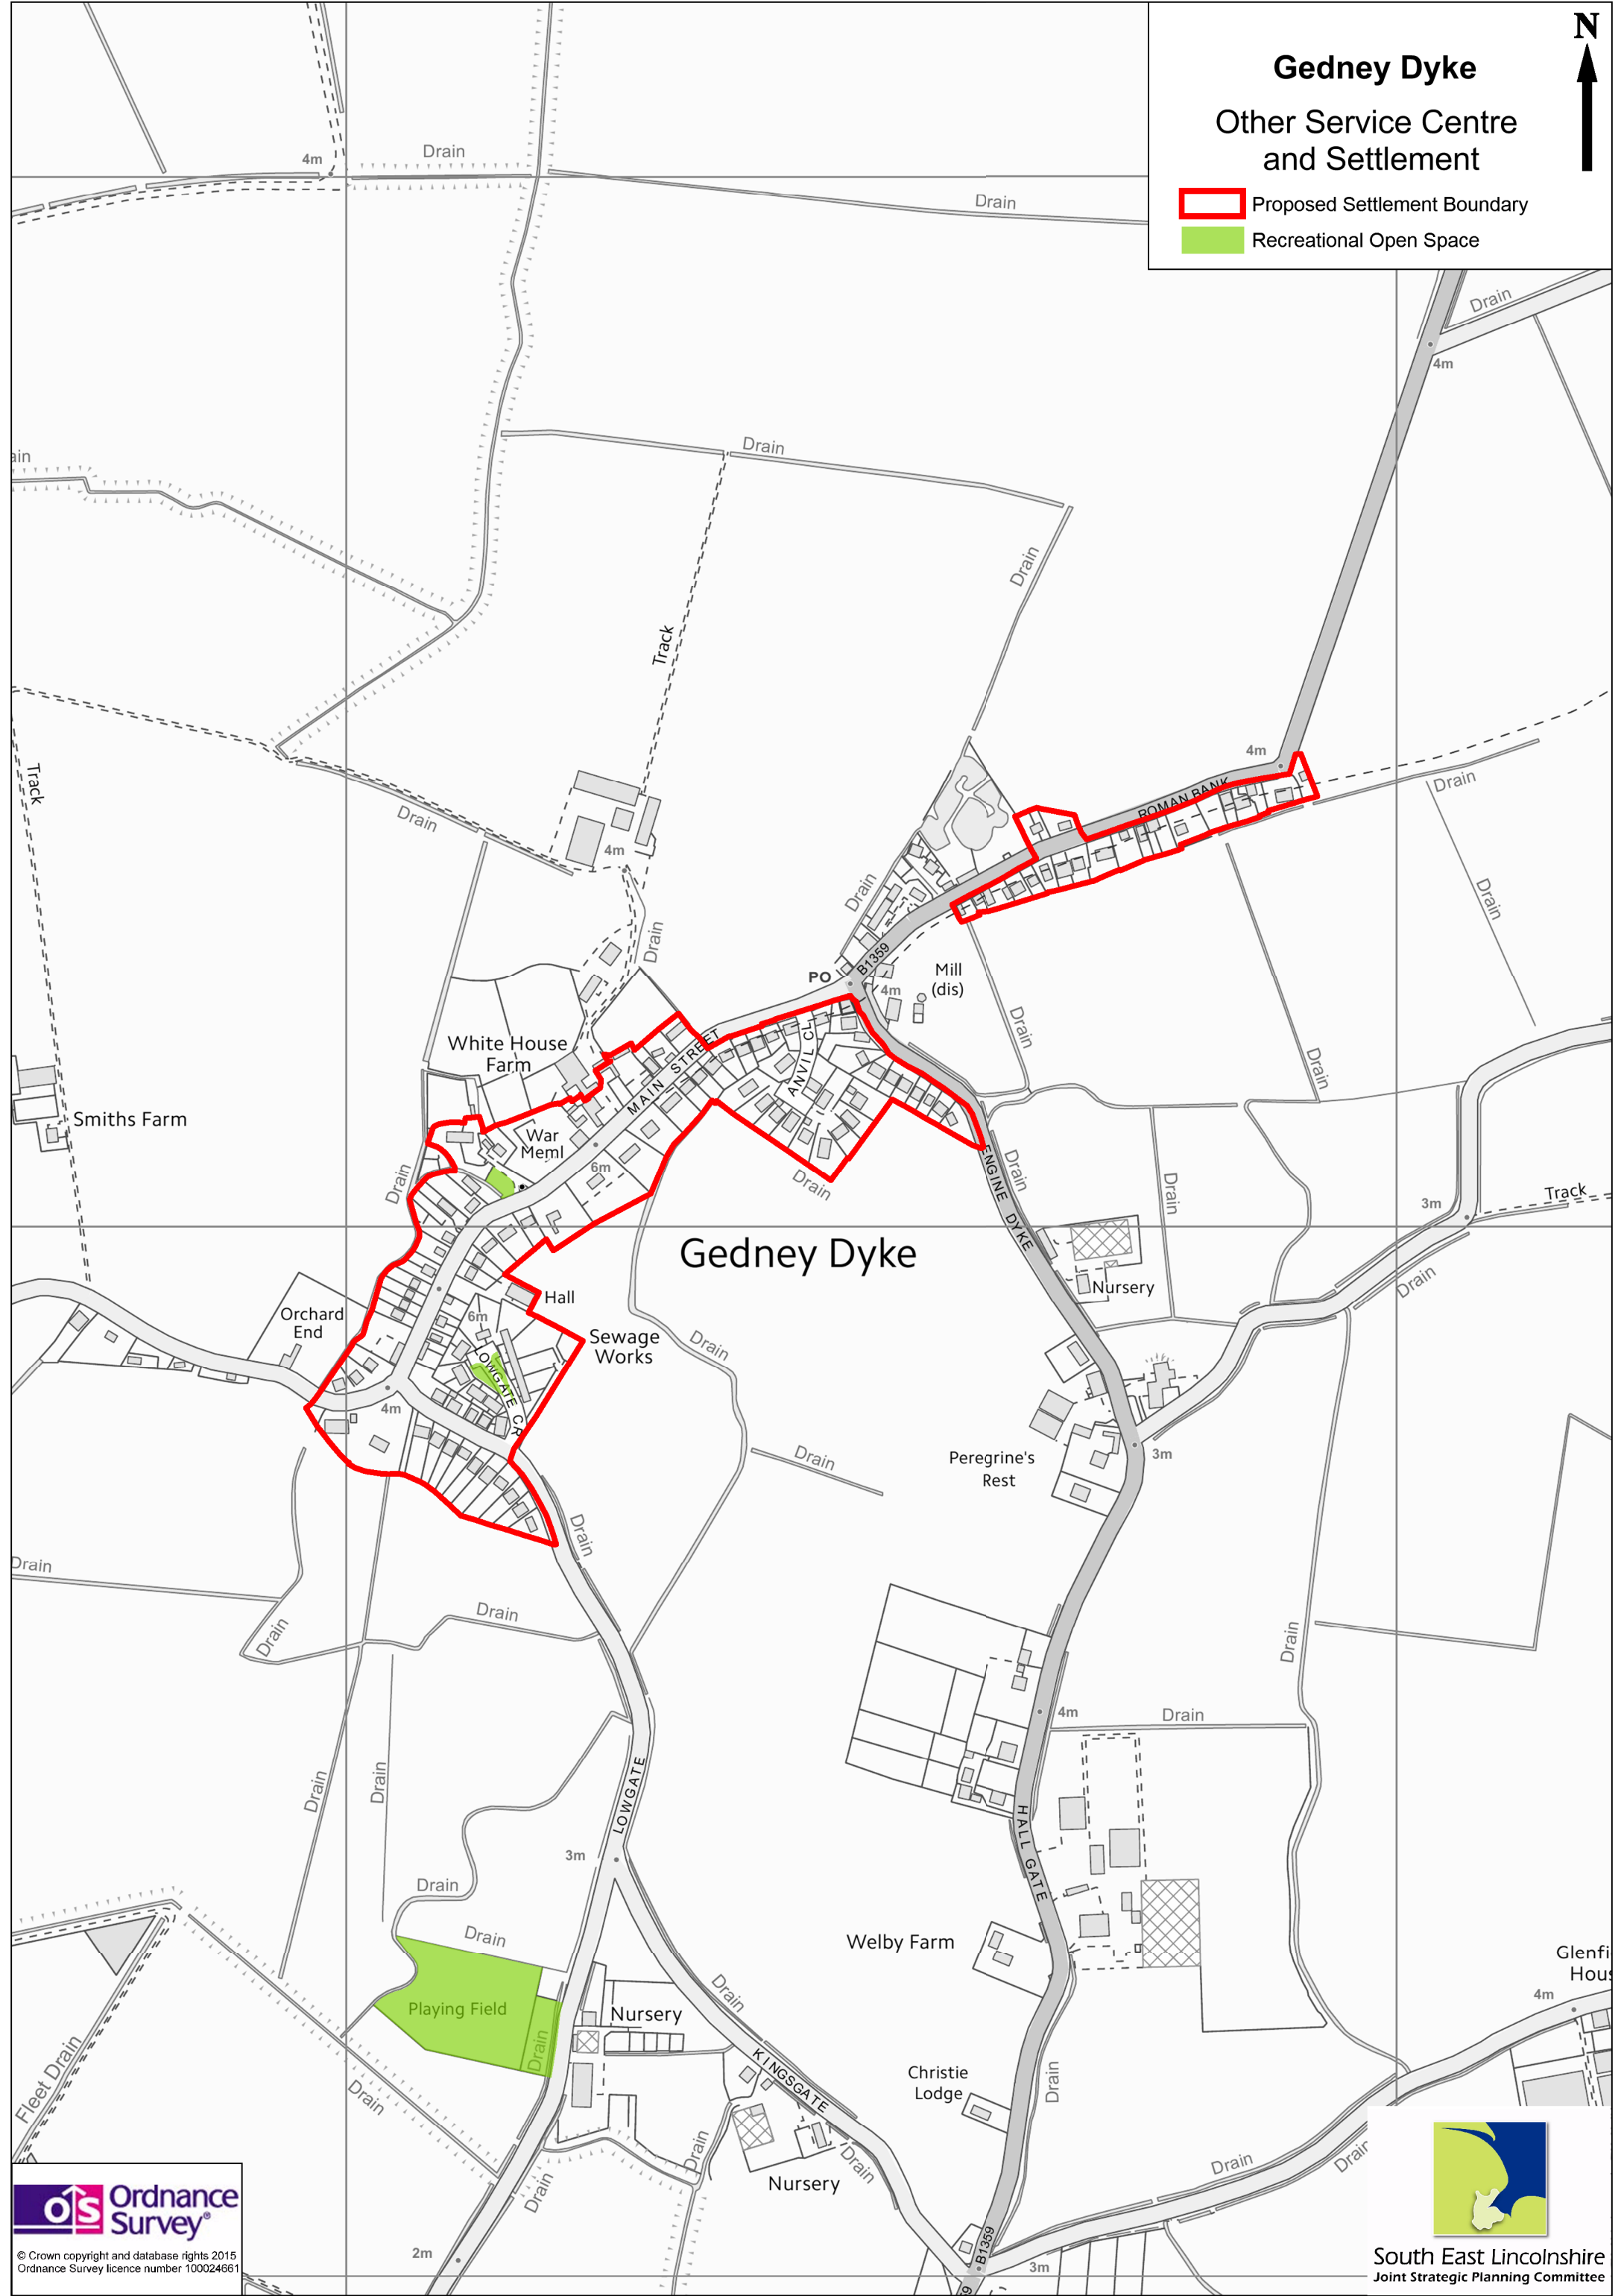 N
Gedney Dyke
Other Service Centre
and Settlement
Proposed Settlement Boundary
Recreational Open Space
4m
Drain
Drain
Drain
4m
ain
Drain
Drain
Track
Track
Drain
4m
ROMAN BANK
Drain
4m
Drain
Drain
Drain
B1359
PO
4m
Mill
(dis)
Drain
White House
Farm
MAIN STREET
ANVIL CL
Drain
Smiths Farm
War
Meml
6m
Drain
Drain
ENGINE DYKE
Drain
Drain
3m
Track
Gedney Dyke
Nursery
Drain
Hall
Orchard
End
6m
Sewage
Works
Drain
LOWGATE CR
4m
Drain
Peregrine's
Rest
3m
Drain
Drain
Drain
Drain
Drain
4m
Drain
Drain
Drain
LOWGATE
HALL GATE
3m
Drain
Drain
Welby Farm
Glenfi
Hous
4m
Playing Field
Drain
Nursery
Drain
KINGSGATE
Fleet Drain
Drain
Christie
Lodge
Drain
Drain
Drain
Drain
Nursery
Drain
Drain
B1359
3m
2m
9
Ordnance
Survey®
© Crown copyright and database rights 2015
Ordnance Survey licence number 100024661
South East Lincolnshire
Joint Strategic Planning Committee